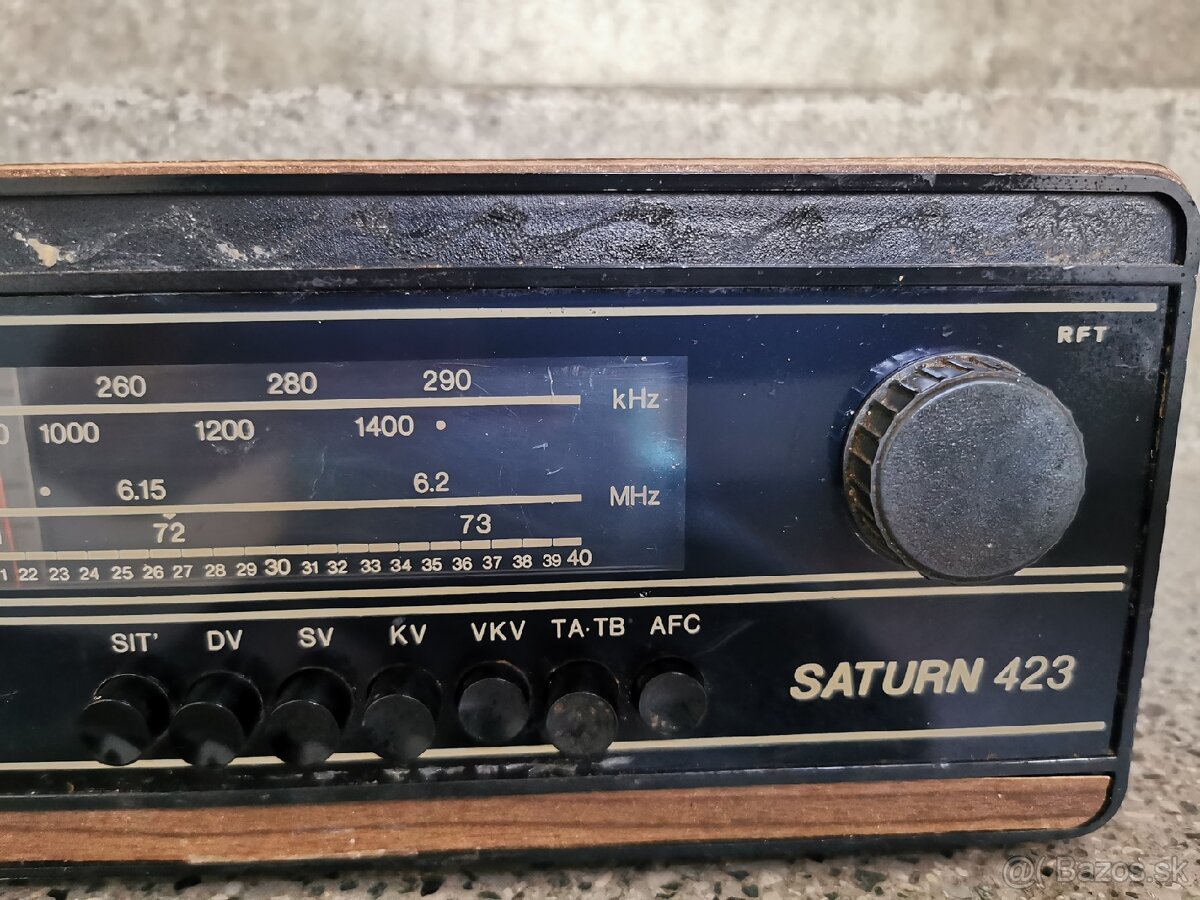 RFT
260 280 290 kHz
1000 1200 1400
6.15 6.2 MHz
72 73
22 23 24 25 26 27 28 29 30 31 32 33 34 35 36 37 38 39 40
SIT' DV SV KV VKV TA·TB AFC
SATURN 423
Bazos.sk